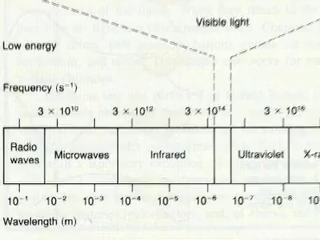 Visible light
Low energy
Frequency (s⁻¹)
3 × 10¹⁰ 3 × 10¹² 3 × 10¹⁴ 3 × 10¹⁶
Radio waves Microwaves Infrared Ultraviolet X-ra
10⁻¹ 10⁻² 10⁻³ 10⁻⁴ 10⁻⁵ 10⁻⁶ 10⁻⁷ 10⁻⁸ 10
Wavelength (m)